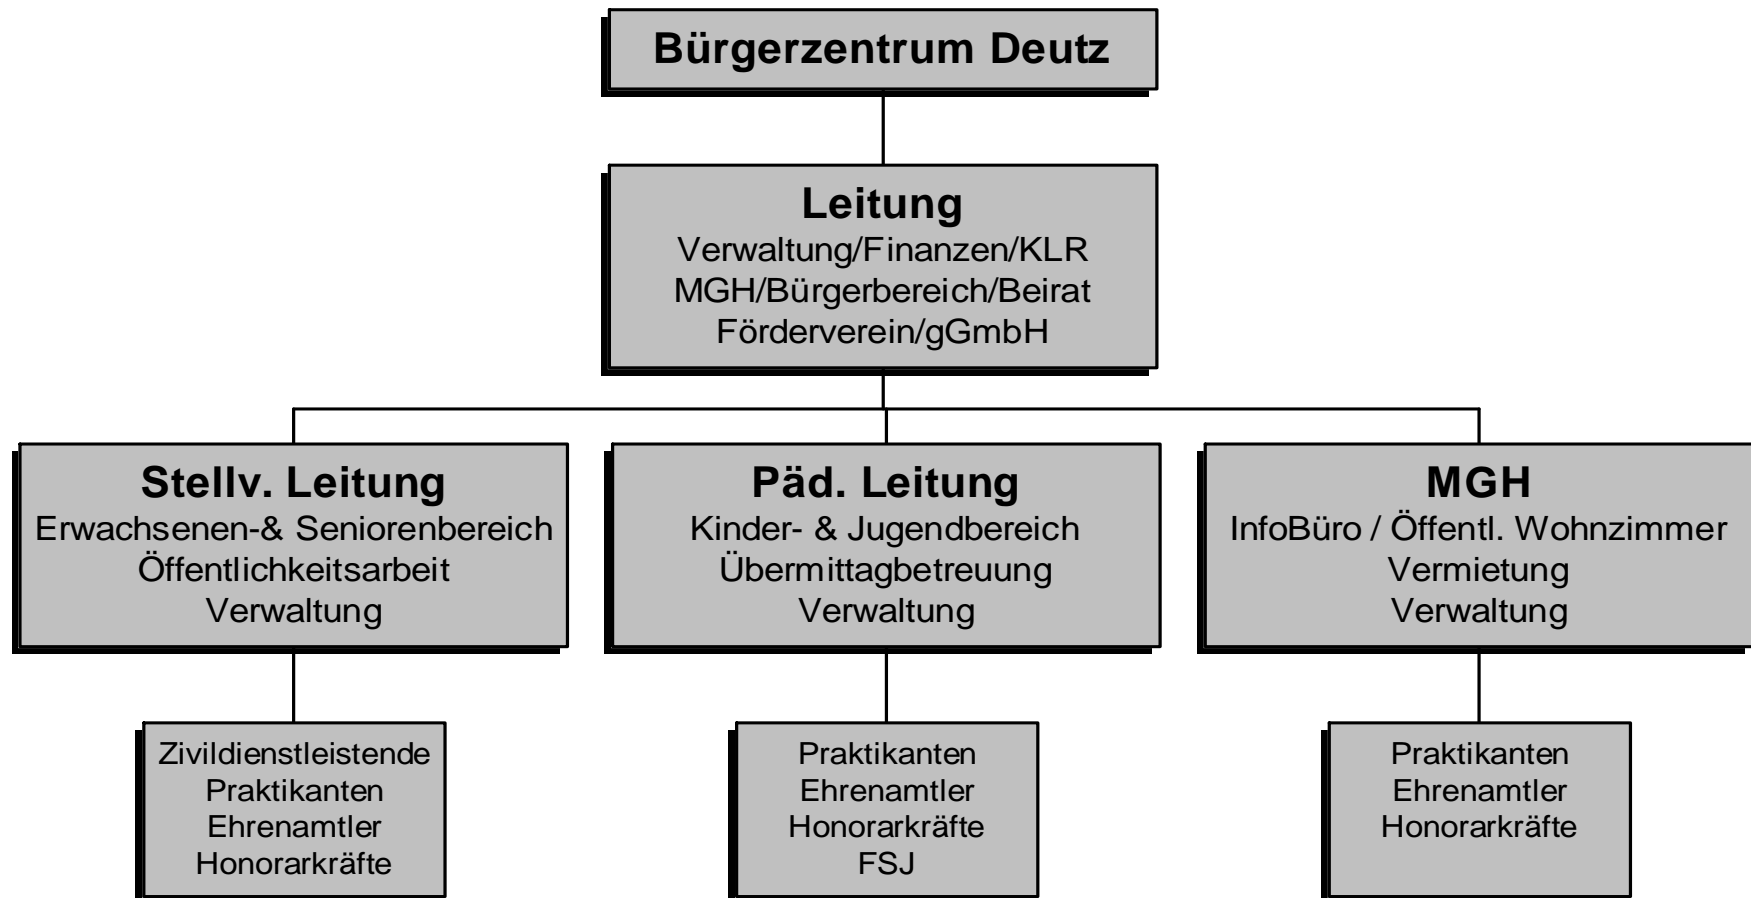 Bürgerzentrum Deutz
Leitung
Verwaltung/Finanzen/KLR
MGH/Bürgerbereich/Beirat
Förderverein/gGmbH
Stellv. Leitung
Erwachsenen-& Seniorenbereich
Öffentlichkeitsarbeit
Verwaltung
Päd. Leitung
Kinder- & Jugendbereich
Übermittagbetreuung
Verwaltung
MGH
InfoBüro / Öffentl. Wohnzimmer
Vermietung
Verwaltung
Zivildienstleistende
Praktikanten
Ehrenamtler
Honorarkräfte
Praktikanten
Ehrenamtler
Honorarkräfte
FSJ
Praktikanten
Ehrenamtler
Honorarkräfte